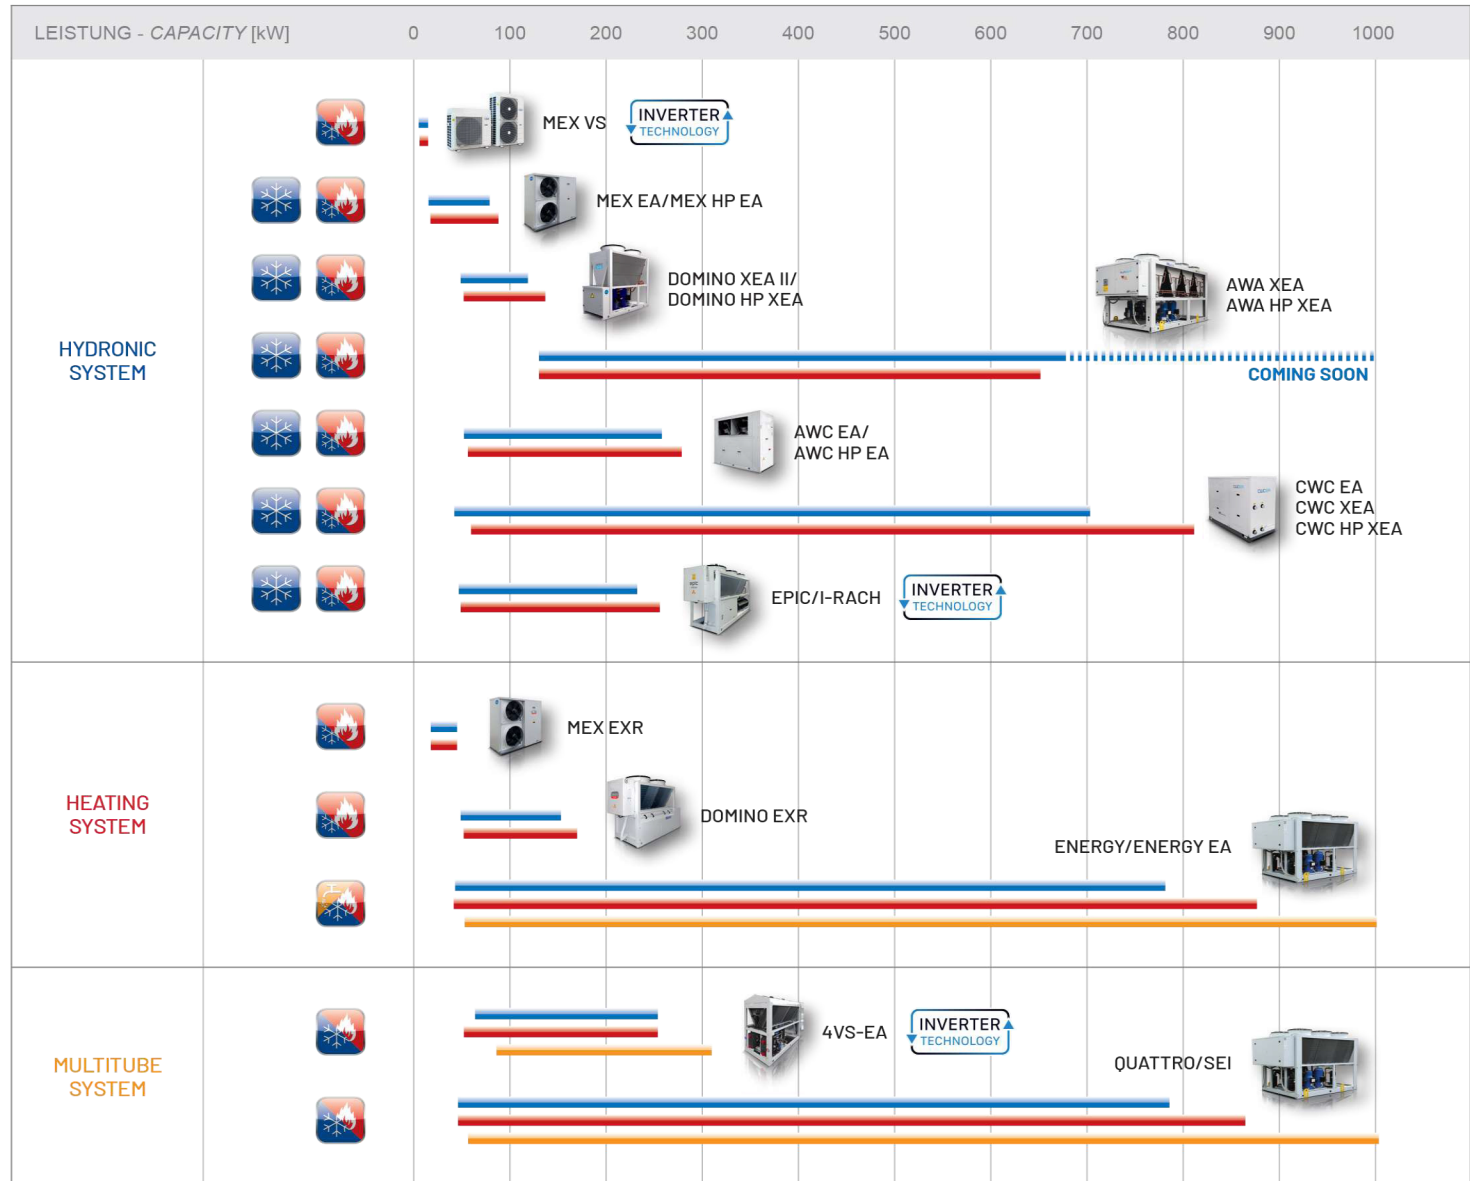 LEISTUNG - CAPACITY [kW] 0 100 200 300 400 500 600 700 800 900 1000
MEX VS
INVERTER
TECHNOLOGY
MEX EA/MEX HP EA
DOMINO XEA II/
DOMINO HP XEA
AWA XEA
AWA HP XEA
HYDRONIC
SYSTEM
COMING SOON
AWC EA/
AWC HP EA
CWC EA
CWC XEA
CWC HP XEA
EPIC/I-RACH
INVERTER
TECHNOLOGY
MEX EXR
HEATING
SYSTEM
DOMINO EXR
ENERGY/ENERGY EA
4VS-EA
INVERTER
TECHNOLOGY
MULTITUBE
SYSTEM
QUATTRO/SEI